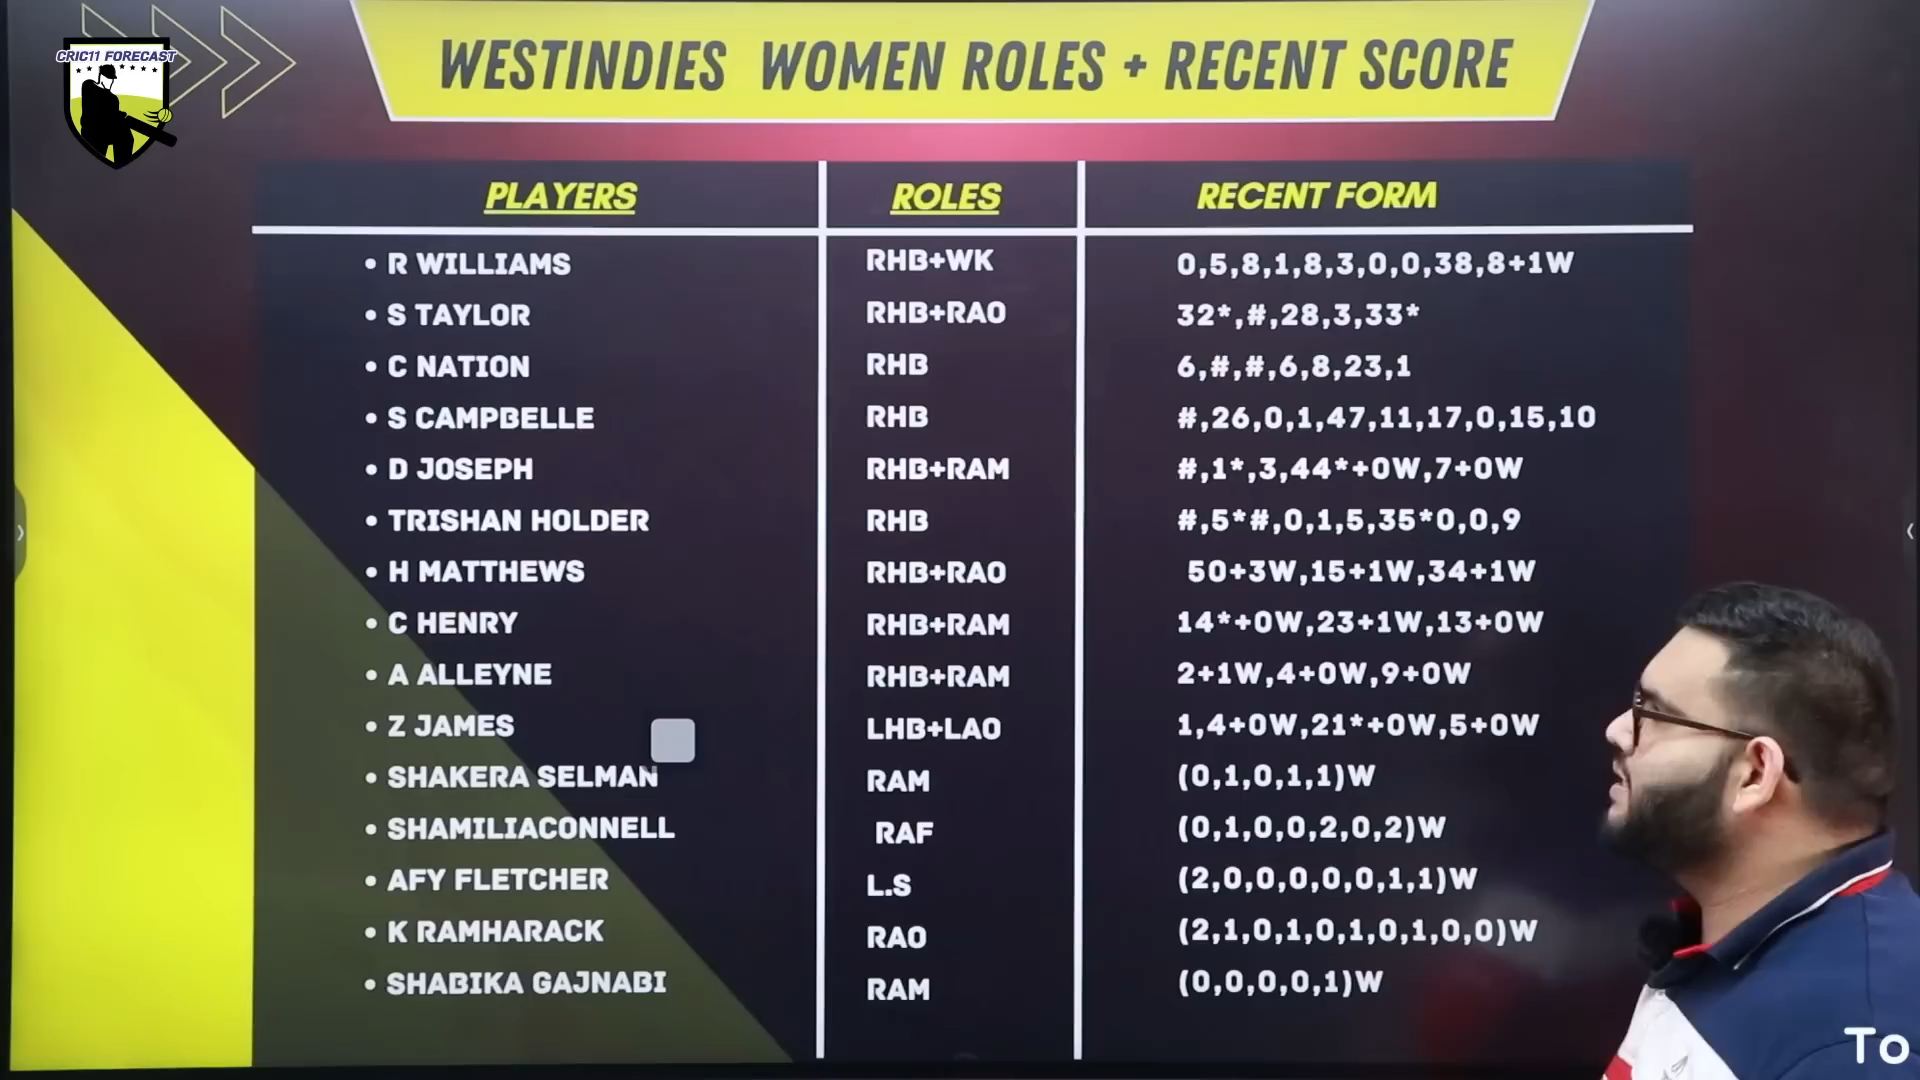 CRIC11 FORECAST
WESTINDIES WOMEN ROLES + RECENT SCORE
PLAYERS ROLES RECENT FORM
• R WILLIAMS RHB+WK 0,5,8,1,8,3,0,0,38,8+1W
• S TAYLOR RHB+RAO 32*,#,28,3,33*
• C NATION RHB 6,#,#,6,8,23,1
• S CAMPBELLE RHB #,26,0,1,47,11,17,0,15,10
• D JOSEPH RHB+RAM #,1*,3,44*+0W,7+0W
• TRISHAN HOLDER RHB #,5*#,0,1,5,35*0,0,9
• H MATTHEWS RHB+RAO 50+3W,15+1W,34+1W
• C HENRY RHB+RAM 14*+0W,23+1W,13+0W
• A ALLEYNE RHB+RAM 2+1W,4+0W,9+0W
• Z JAMES LHB+LAO 1,4+0W,21*+0W,5+0W
• SHAKERA SELMAN RAM (0,1,0,1,1)W
• SHAMILIACONNELL RAF (0,1,0,0,2,0,2)W
• AFY FLETCHER L.S (2,0,0,0,0,0,1,1)W
• K RAMHARACK RAO (2,1,0,1,0,1,0,1,0,0)W
• SHABIKA GAJNABI RAM (0,0,0,0,1)W
To